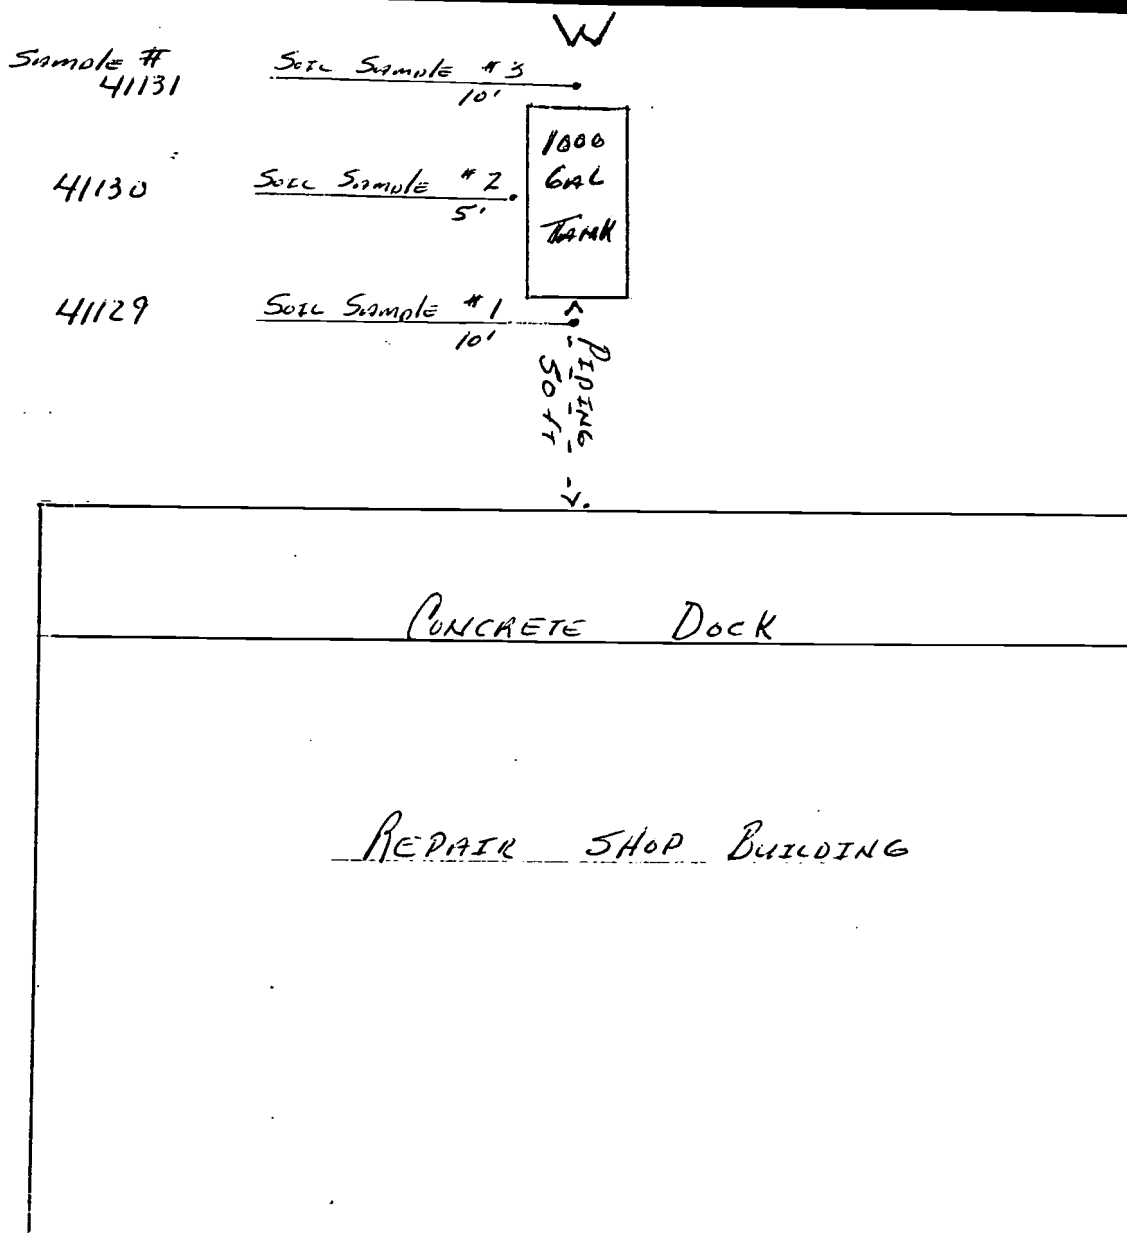 W
Sample #
41131
Soil Sample #3
10'
1000
GAL
TANK
41130
Soil Sample #2
5'
41129
Soil Sample #1
10'
PIPING
50 ft
CONCRETE DOCK
REPAIR SHOP BUILDING